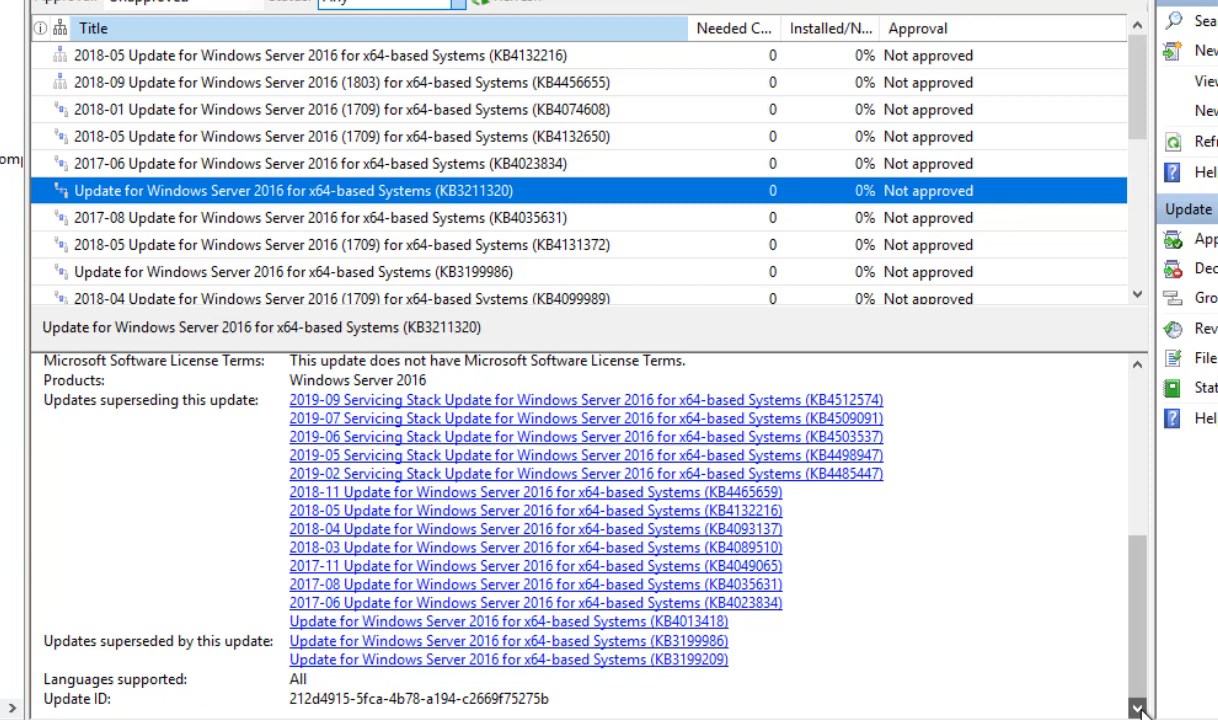 Title Needed C... Installed/N... Approval
2018-05 Update for Windows Server 2016 for x64-based Systems (KB4132216) 0 0% Not approved
2018-09 Update for Windows Server 2016 (1803) for x64-based Systems (KB4456655) 0 0% Not approved
2018-01 Update for Windows Server 2016 (1709) for x64-based Systems (KB4074608) 0 0% Not approved
2018-05 Update for Windows Server 2016 (1709) for x64-based Systems (KB4132650) 0 0% Not approved
2017-06 Update for Windows Server 2016 for x64-based Systems (KB4023834) 0 0% Not approved
Update for Windows Server 2016 for x64-based Systems (KB3211320) 0 0% Not approved
2017-08 Update for Windows Server 2016 for x64-based Systems (KB4035631) 0 0% Not approved
2018-05 Update for Windows Server 2016 (1709) for x64-based Systems (KB4131372) 0 0% Not approved
Update for Windows Server 2016 for x64-based Systems (KB3199986) 0 0% Not approved
2018-04 Update for Windows Server 2016 (1709) for x64-based Systems (KB4099989) 0 0% Not approved
Update for Windows Server 2016 for x64-based Systems (KB3211320)
Microsoft Software License Terms: This update does not have Microsoft Software License Terms.
Products: Windows Server 2016
Updates superseding this update: 2019-09 Servicing Stack Update for Windows Server 2016 for x64-based Systems (KB4512574)
2019-07 Servicing Stack Update for Windows Server 2016 for x64-based Systems (KB4509091)
2019-06 Servicing Stack Update for Windows Server 2016 for x64-based Systems (KB4503537)
2019-05 Servicing Stack Update for Windows Server 2016 for x64-based Systems (KB4498947)
2019-02 Servicing Stack Update for Windows Server 2016 for x64-based Systems (KB4485447)
2018-11 Update for Windows Server 2016 for x64-based Systems (KB4465659)
2018-05 Update for Windows Server 2016 for x64-based Systems (KB4132216)
2018-04 Update for Windows Server 2016 for x64-based Systems (KB4093137)
2018-03 Update for Windows Server 2016 for x64-based Systems (KB4089510)
2017-11 Update for Windows Server 2016 for x64-based Systems (KB4049065)
2017-08 Update for Windows Server 2016 for x64-based Systems (KB4035631)
2017-06 Update for Windows Server 2016 for x64-based Systems (KB4023834)
Update for Windows Server 2016 for x64-based Systems (KB4013418)
Updates superseded by this update: Update for Windows Server 2016 for x64-based Systems (KB3199986)
Update for Windows Server 2016 for x64-based Systems (KB3199209)
Languages supported: All
Update ID: 212d4915-5fca-4b78-a194-c2669f75275b
Sea
New
View
New
Refr
Hel
Update
App
Dec
Gro
Rev
File
Stat
Hel